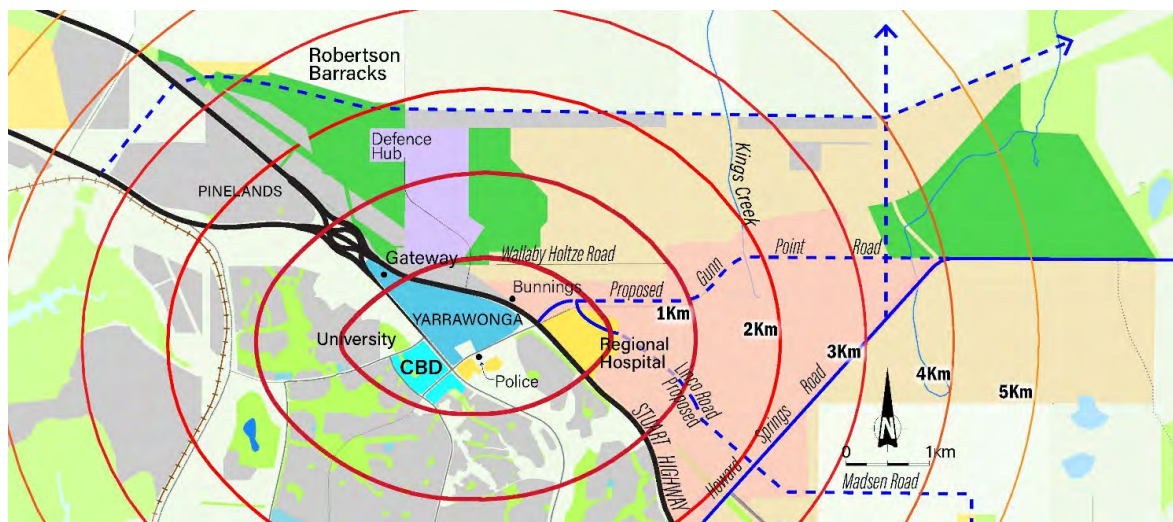 Robertson
Barracks
Defence
Hub
PINELANDS
Kings Creek
Gateway
Wallaby Holtze Road
Gunn
Point
Road
Bunnings
Proposed
YARRAWONGA
1Km
University
2Km
Regional
Hospital
CBD
Police
3Km
4Km
5Km
Linco Road
Proposed
STUART HIGHWAY
Howard
Springs
Road
N
0
1km
Madsen Road